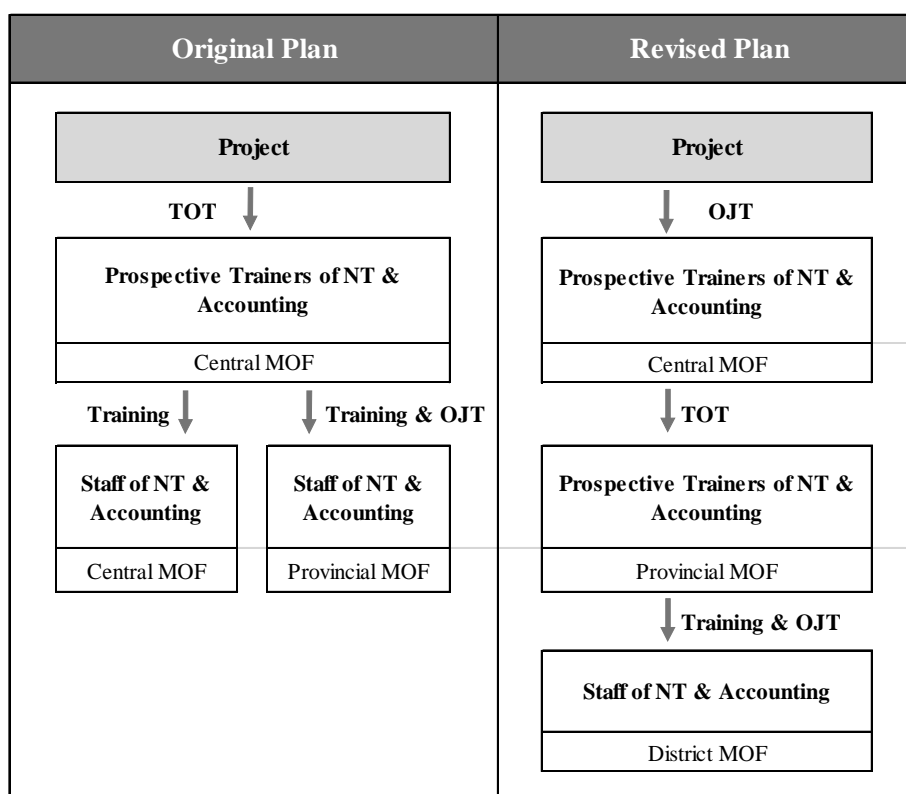 Original Plan
Project
TOT
Prospective Trainers of NT &
Accounting
Central MOF
Training
Training & OJT
Staff of NT &
Accounting
Central MOF
Staff of NT &
Accounting
Provincial MOF
Revised Plan
Project
OJT
Prospective Trainers of NT &
Accounting
Central MOF
TOT
Prospective Trainers of NT &
Accounting
Provincial MOF
Training & OJT
Staff of NT & Accounting
District MOF